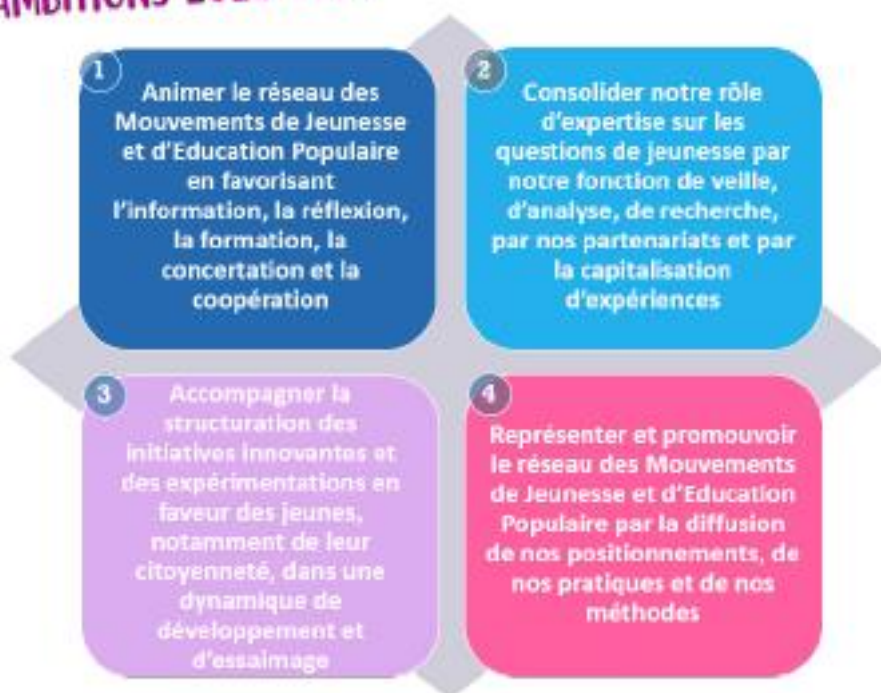 AMBITIONS
1
Animer le réseau des
Mouvements de Jeunesse
et d'Education Populaire
en favorisant
l'information, la réflexion,
la formation, la
concertation et la
coopération
2
Consolider notre rôle
d'expertise sur les
questions de jeunesse par
notre fonction de veille,
d'analyse, de recherche,
par nos partenariats et par
la capitalisation
d'expériences
3
Accompagner la
structuration des
initiatives innovantes et
des expérimentations en
faveur des jeunes,
notamment de leur
citoyenneté, dans une
dynamique de
développement et
d'essaimage
4
Représenter et promouvoir
le réseau des Mouvements
de Jeunesse et d'Education
Populaire par la diffusion
de nos positionnements, de
nos pratiques et de nos
méthodes